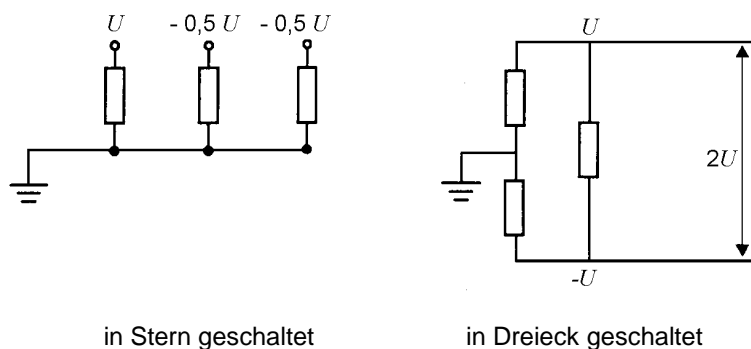 U - 0,5 U - 0,5 U
U
2U
-U
in Stern geschaltet
in Dreieck geschaltet